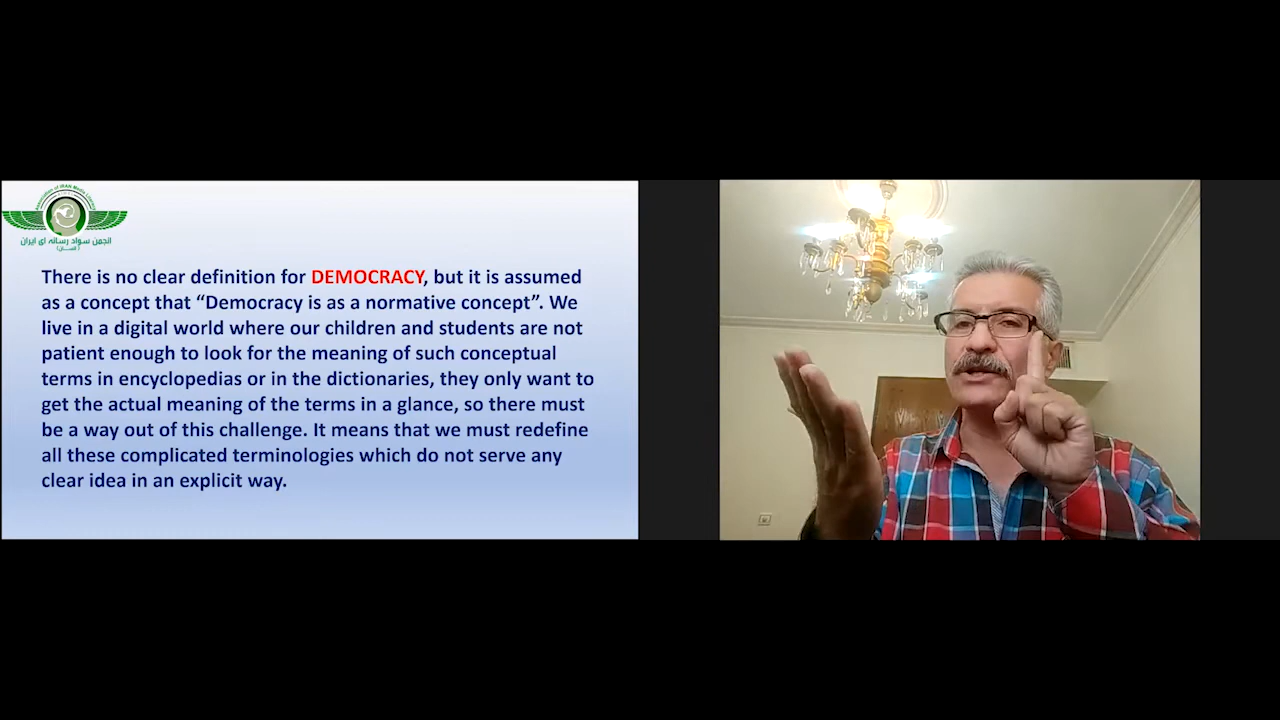 Association of IRAN Media Literacy
انجمن سواد رسانه ای ایران
There is no clear definition for DEMOCRACY, but it is assumed
as a concept that “Democracy is as a normative concept”. We
live in a digital world where our children and students are not
patient enough to look for the meaning of such conceptual
terms in encyclopedias or in the dictionaries, they only want to
get the actual meaning of the terms in a glance, so there must
be a way out of this challenge. It means that we must redefine
all these complicated terminologies which do not serve any
clear idea in an explicit way.